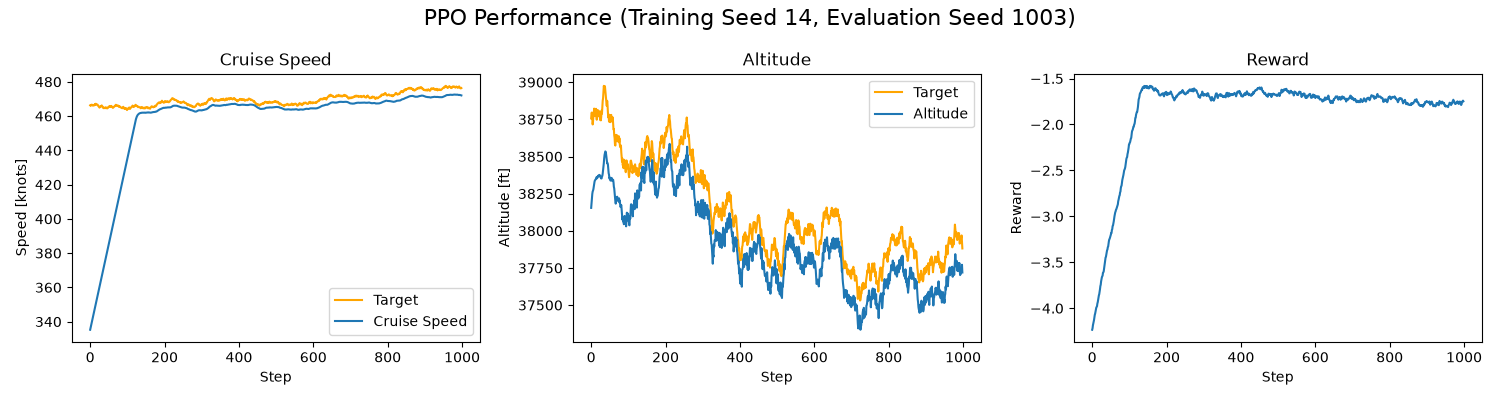 PPO Performance (Training Seed 14, Evaluation Seed 1003)
Cruise Speed
Speed [knots]
480
460
440
420
400
380
360
340
Target
Cruise Speed
0 200 400 600 800 1000
Step
Altitude
Altitude [ft]
39000
38750
38500
38250
38000
37750
37500
Target
Altitude
0 200 400 600 800 1000
Step
Reward
Reward
−1.5
−2.0
−2.5
−3.0
−3.5
−4.0
0 200 400 600 800 1000
Step